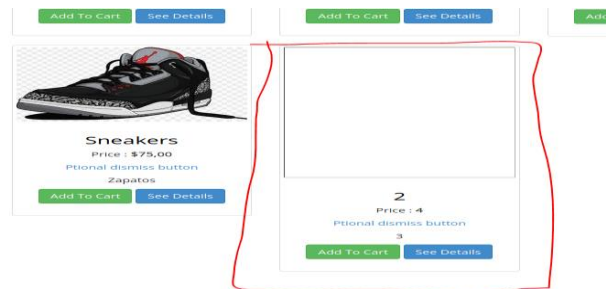 Add To Cart See Details Add To Cart See Details Add
Sneakers
Price : $75,00
Ptional dismiss button
Zapatos
Add To Cart See Details
2
Price : 4
Ptional dismiss button
3
Add To Cart See Details